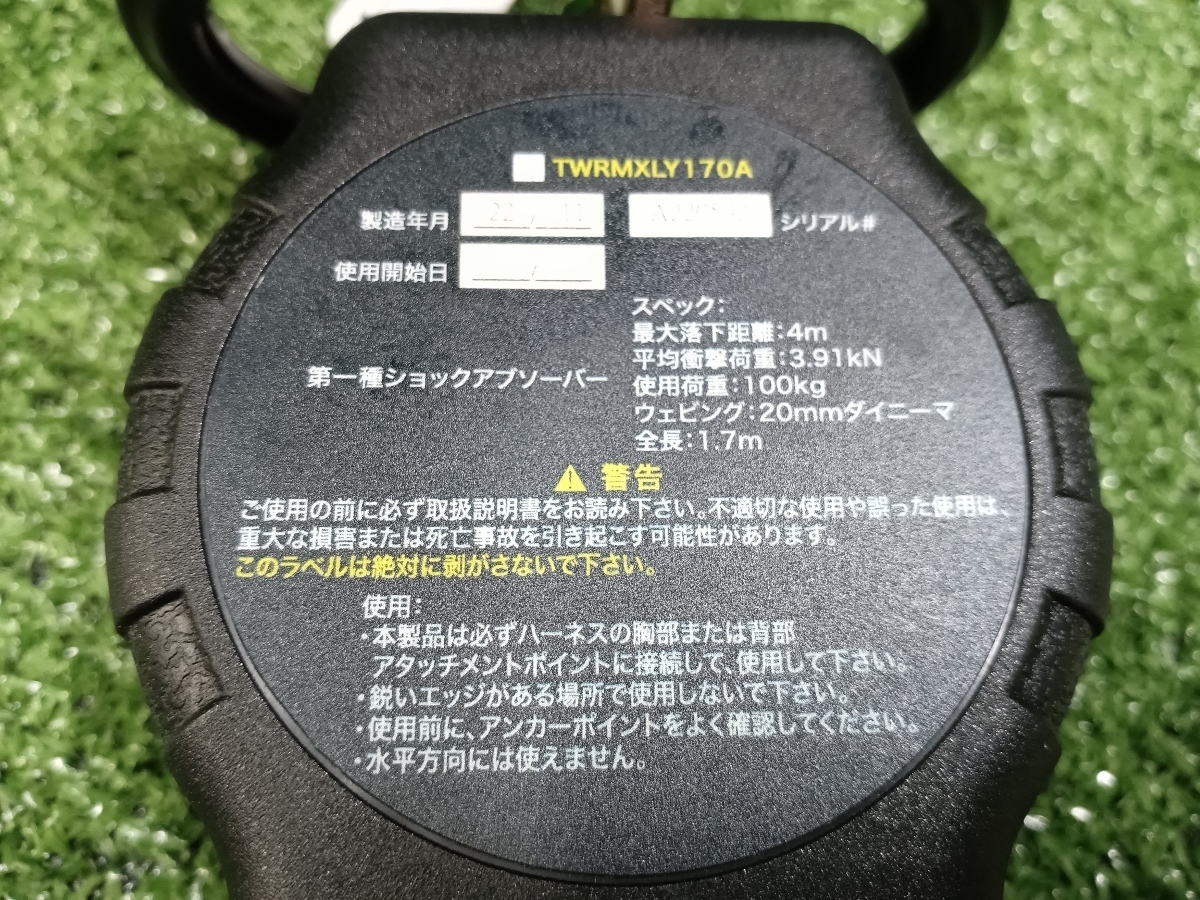 TWRMXLY170A
製造年月 22 / 11 シリアル#
使用開始日 /
スペック:
最大落下距離:4m
平均衝撃荷重:3.91kN
第一種ショックアブソーバー 使用荷重:100kg
ウェビング:20mmダイニーマ
全長:1.7m
警告
ご使用の前に必ず取扱説明書をお読み下さい。不適切な使用や誤った使用は、
重大な損害または死亡事故を引き起こす可能性があります。
このラベルは絶対に剥がさないで下さい。
使用:
・本製品は必ずハーネスの胸部または背部
アタッチメントポイントに接続して、使用して下さい。
・鋭いエッジがある場所で使用しないで下さい。
・使用前に、アンカーポイントをよく確認してください。
・水平方向には使えません。